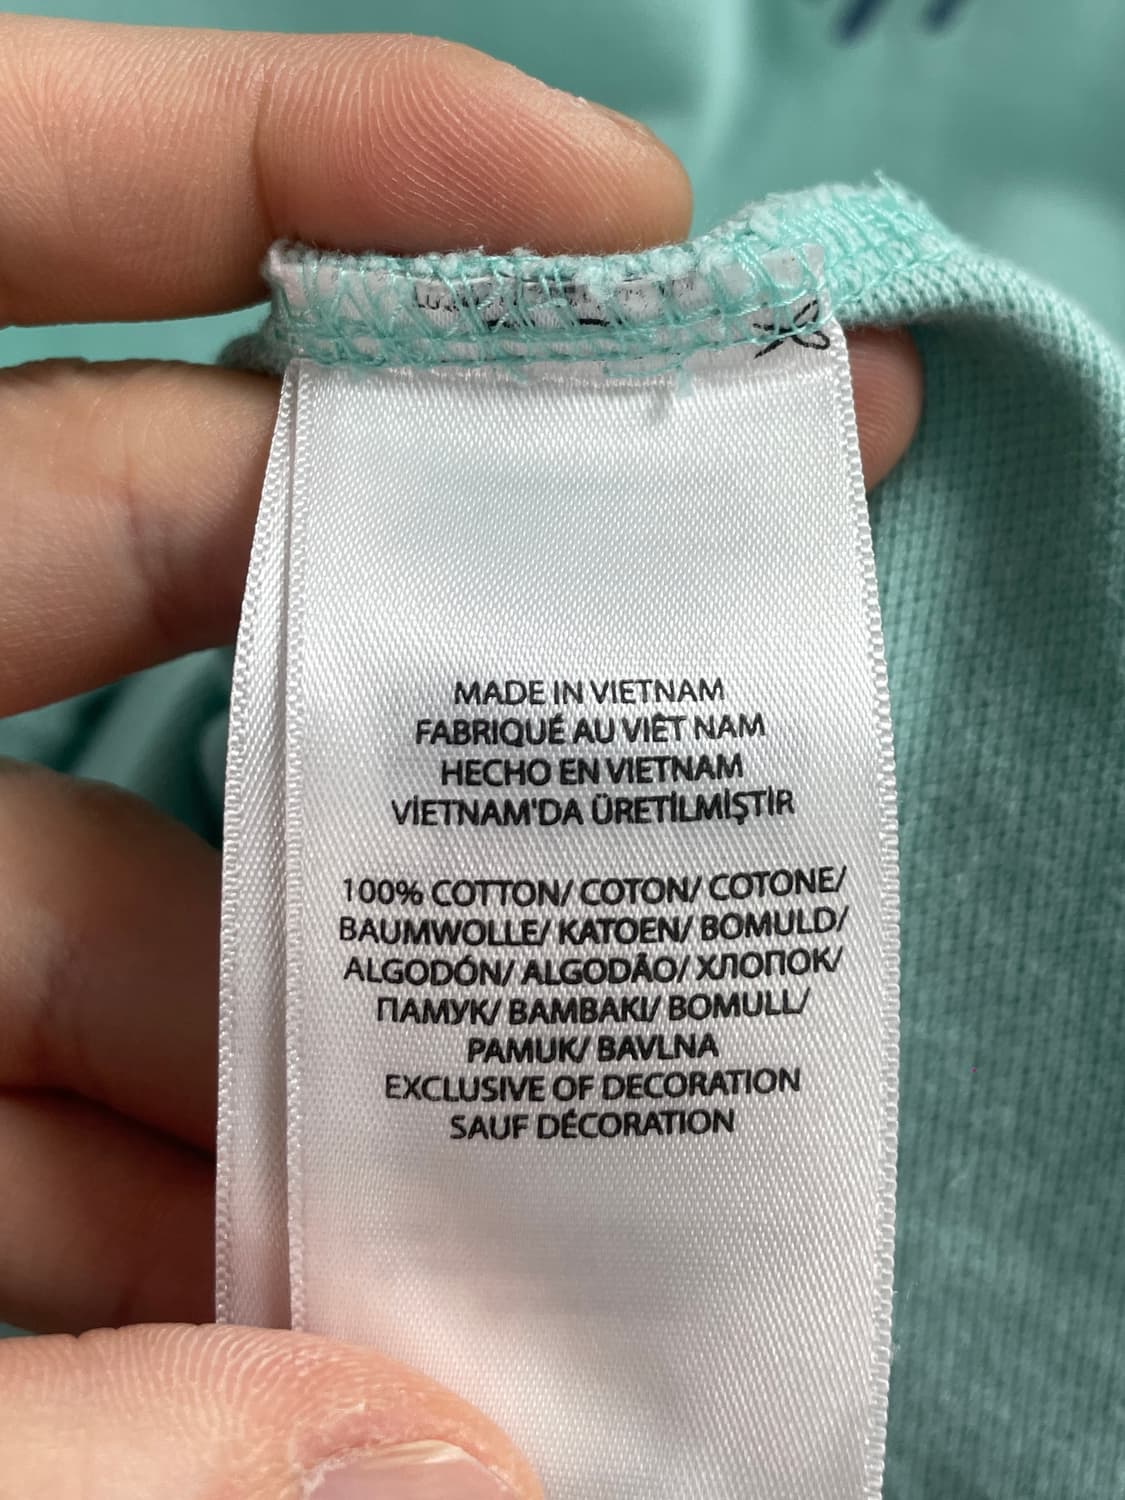 MADE IN VIETNAM
FABRIQUÉ AU VIÊT NAM
HECHO EN VIETNAM
VİETNAM'DA ÜRETİLMİŞTİR
100% COTTON/ COTON/ COTONE/
BAUMWOLLE/ KATOEN/ BOMULD/
ALGODÓN/ ALGODÃO/ ХЛОПОК/
ПАМУК/ BAMBAKI/ BOMULL/
PAMUK/ BAVLNA
EXCLUSIVE OF DECORATION
SAUF DÉCORATION